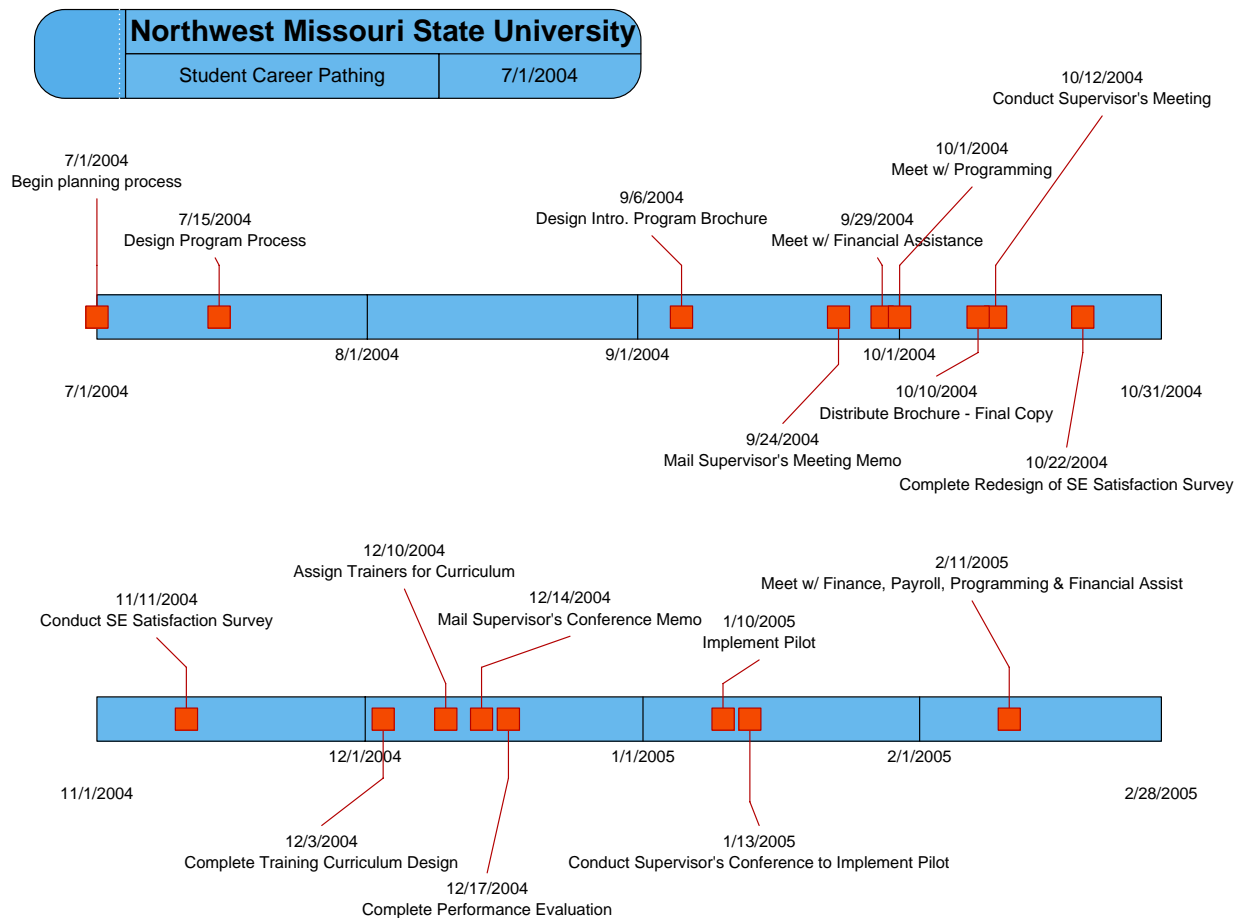 Northwest Missouri State University
Student Career Pathing
7/1/2004
10/12/2004
Conduct Supervisor's Meeting
10/1/2004
Meet w/ Programming
7/1/2004
Begin planning process
9/6/2004
Design Intro. Program Brochure
7/15/2004
Design Program Process
9/29/2004
Meet w/ Financial Assistance
8/1/2004
9/1/2004
10/1/2004
7/1/2004
10/31/2004
10/10/2004
Distribute Brochure - Final Copy
9/24/2004
Mail Supervisor's Meeting Memo
10/22/2004
Complete Redesign of SE Satisfaction Survey
12/10/2004
Assign Trainers for Curriculum
2/11/2005
Meet w/ Finance, Payroll, Programming & Financial Assist
11/11/2004
Conduct SE Satisfaction Survey
12/14/2004
Mail Supervisor's Conference Memo
1/10/2005
Implement Pilot
12/1/2004
1/1/2005
2/1/2005
11/1/2004
2/28/2005
12/3/2004
Complete Training Curriculum Design
1/13/2005
Conduct Supervisor's Conference to Implement Pilot
12/17/2004
Complete Performance Evaluation